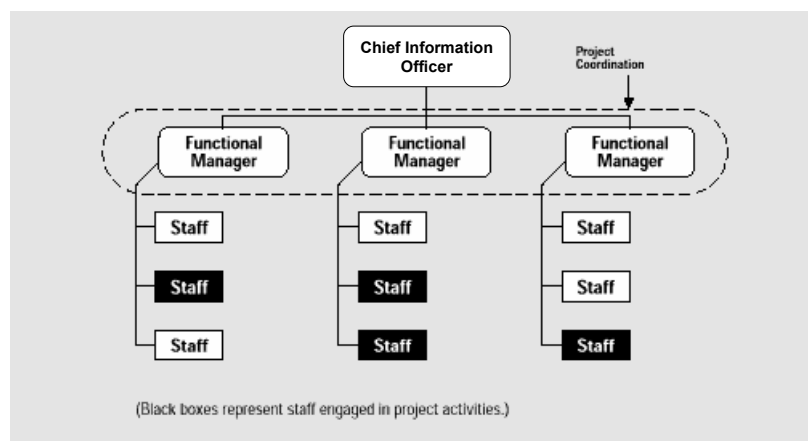 Chief Information
Officer
Project
Coordination
Functional
Manager
Functional
Manager
Functional
Manager
Staff
Staff
Staff
Staff
Staff
Staff
Staff
Staff
Staff
(Black boxes represent staff engaged in project activities.)